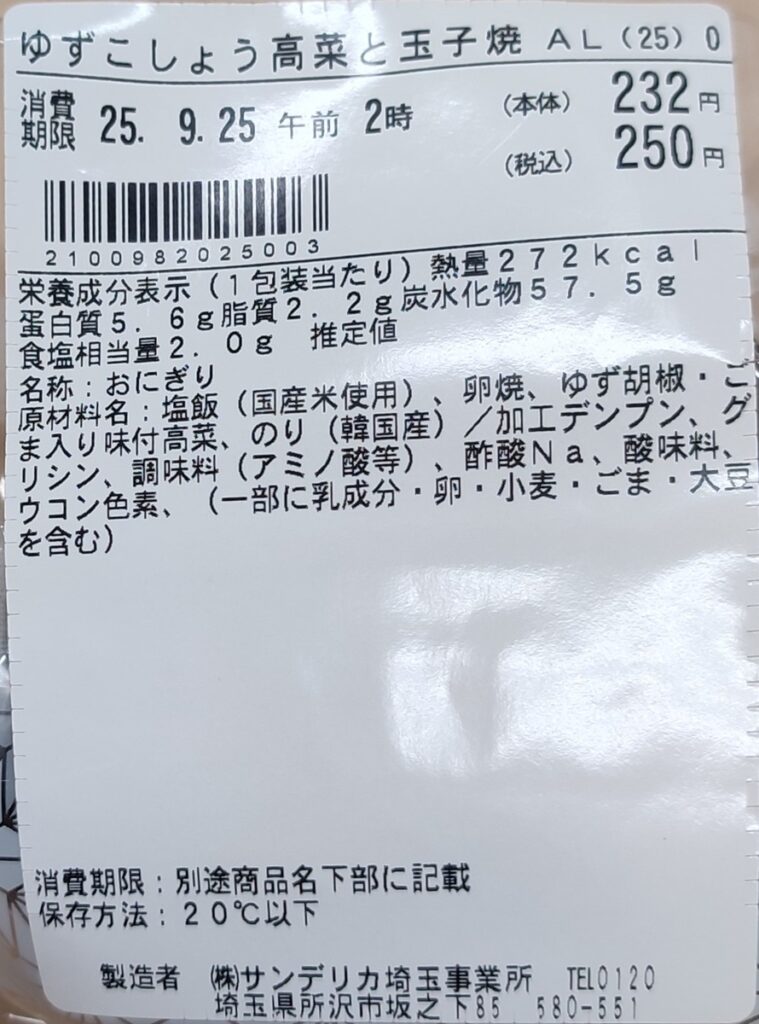 ゆずこしょう高菜と玉子焼 AL(25) 0
消費期限 25. 9.25 午前 2時
(本体) 232円
(税込) 250円
2100982025003
栄養成分表示(1包装当たり)熱量272kcal
蛋白質5.6g脂質2.2g炭水化物57.5g
食塩相当量2.0g 推定値
名称:おにぎり
原材料名:塩飯(国産米使用)、卵焼、ゆず胡椒・ご
ま入り味付高菜、のり(韓国産)/加工デンプン、グ
リシン、調味料(アミノ酸等)、酢酸Na、酸味料、
ウコン色素、(一部に乳成分・卵・小麦・ごま・大豆
を含む)
消費期限:別途商品名下部に記載
保存方法:20℃以下
製造者 (株)サンデリカ埼玉事業所 TEL0120
埼玉県所沢市坂之下85 580-551